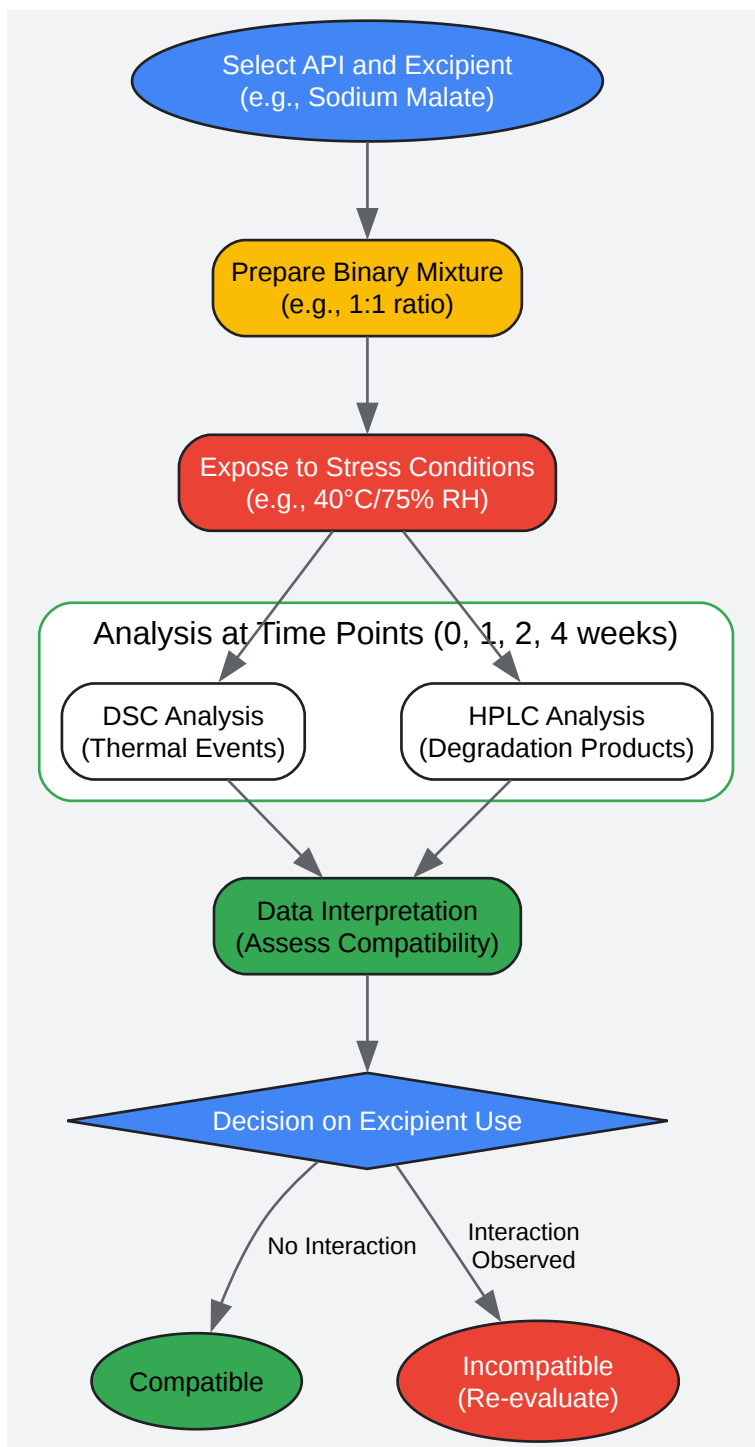 Select API and Excipient
(e.g., Sodium Malate)
Prepare Binary Mixture
(e.g., 1:1 ratio)
Expose to Stress Conditions
(e.g., 40°C/75% RH)
Analysis at Time Points (0, 1, 2, 4 weeks)
DSC Analysis
(Thermal Events)
HPLC Analysis
(Degradation Products)
Data Interpretation
(Assess Compatibility)
Decision on Excipient Use
No Interaction
Interaction
Observed
Compatible
Incompatible
(Re-evaluate)